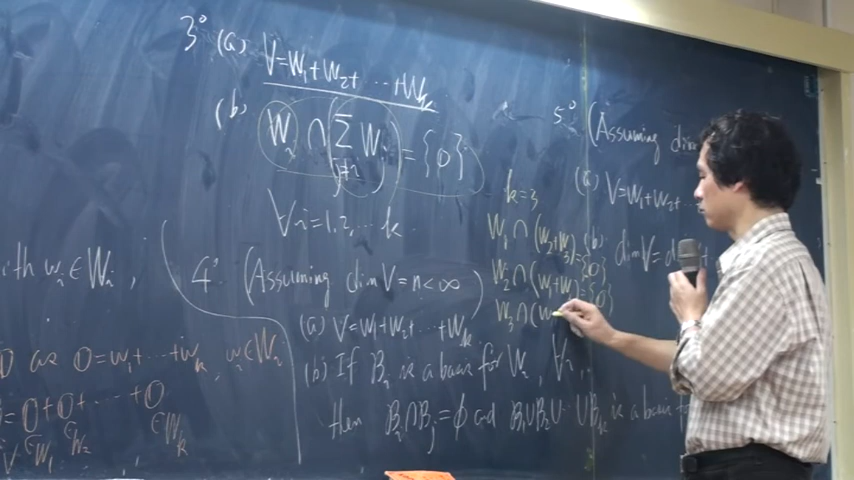 3° (a) V=W₁+W₂+ ⋯+Wₖ
(b) Wᵢ ∩ (∑ Wⱼ) = {0}
j≠i
∀i=1,2,⋯k.
with wᵢ∈Wᵢ,
0 as 0=w₁+⋯+wₖ, wᵢ∈Wᵢ
=0+0+⋯+0
∈W₁ ∈W₂ ∈Wₖ
4° (Assuming dimV=n<∞)
(a) V=W₁+W₂+⋯+Wₖ
(b) If Bᵢ is a basis for Wᵢ, ∀i,
then Bᵢ∩Bⱼ=∅ and B₁∪B₂∪⋯∪Bₖ is a basis
k=3
W₁∩(W₂+W₃)={0}
W₂∩(W₁+W₃)={0}
W₃∩(W
5° (Assuming dim
(a) V=W₁+W₂
(b) dimV=d